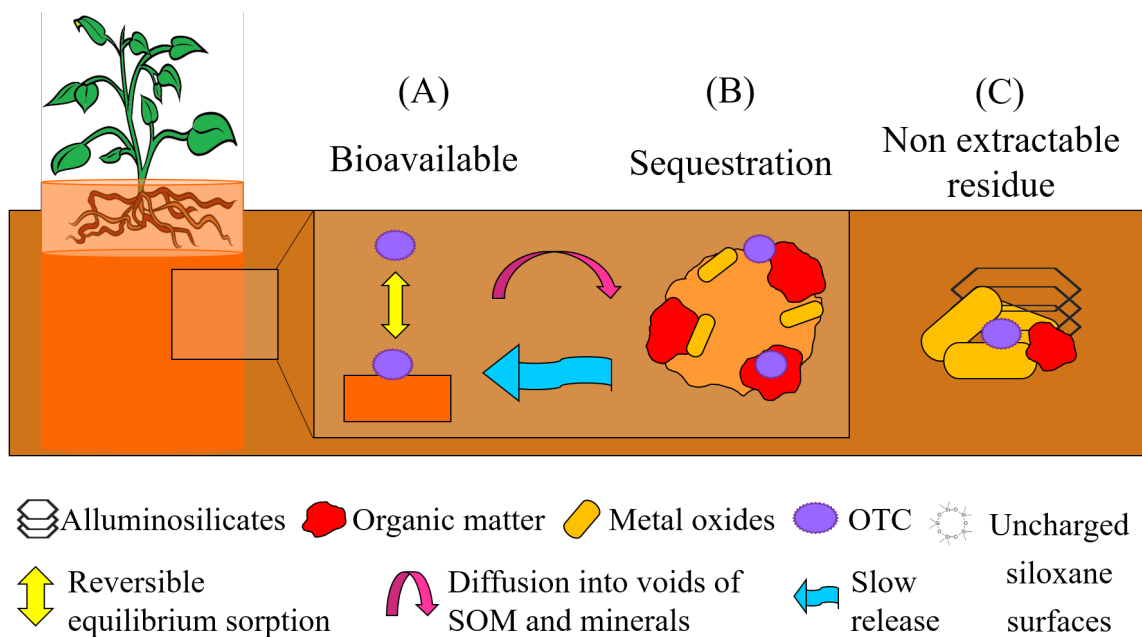 (A)
(B)
(C)
Bioavailable
Sequestration
Non extractable
residue
Alluminosilicates
Organic matter
Metal oxides
OTC
Uncharged
siloxane
surfaces
Reversible
equilibrium sorption
Diffusion into voids of
SOM and minerals
Slow
release